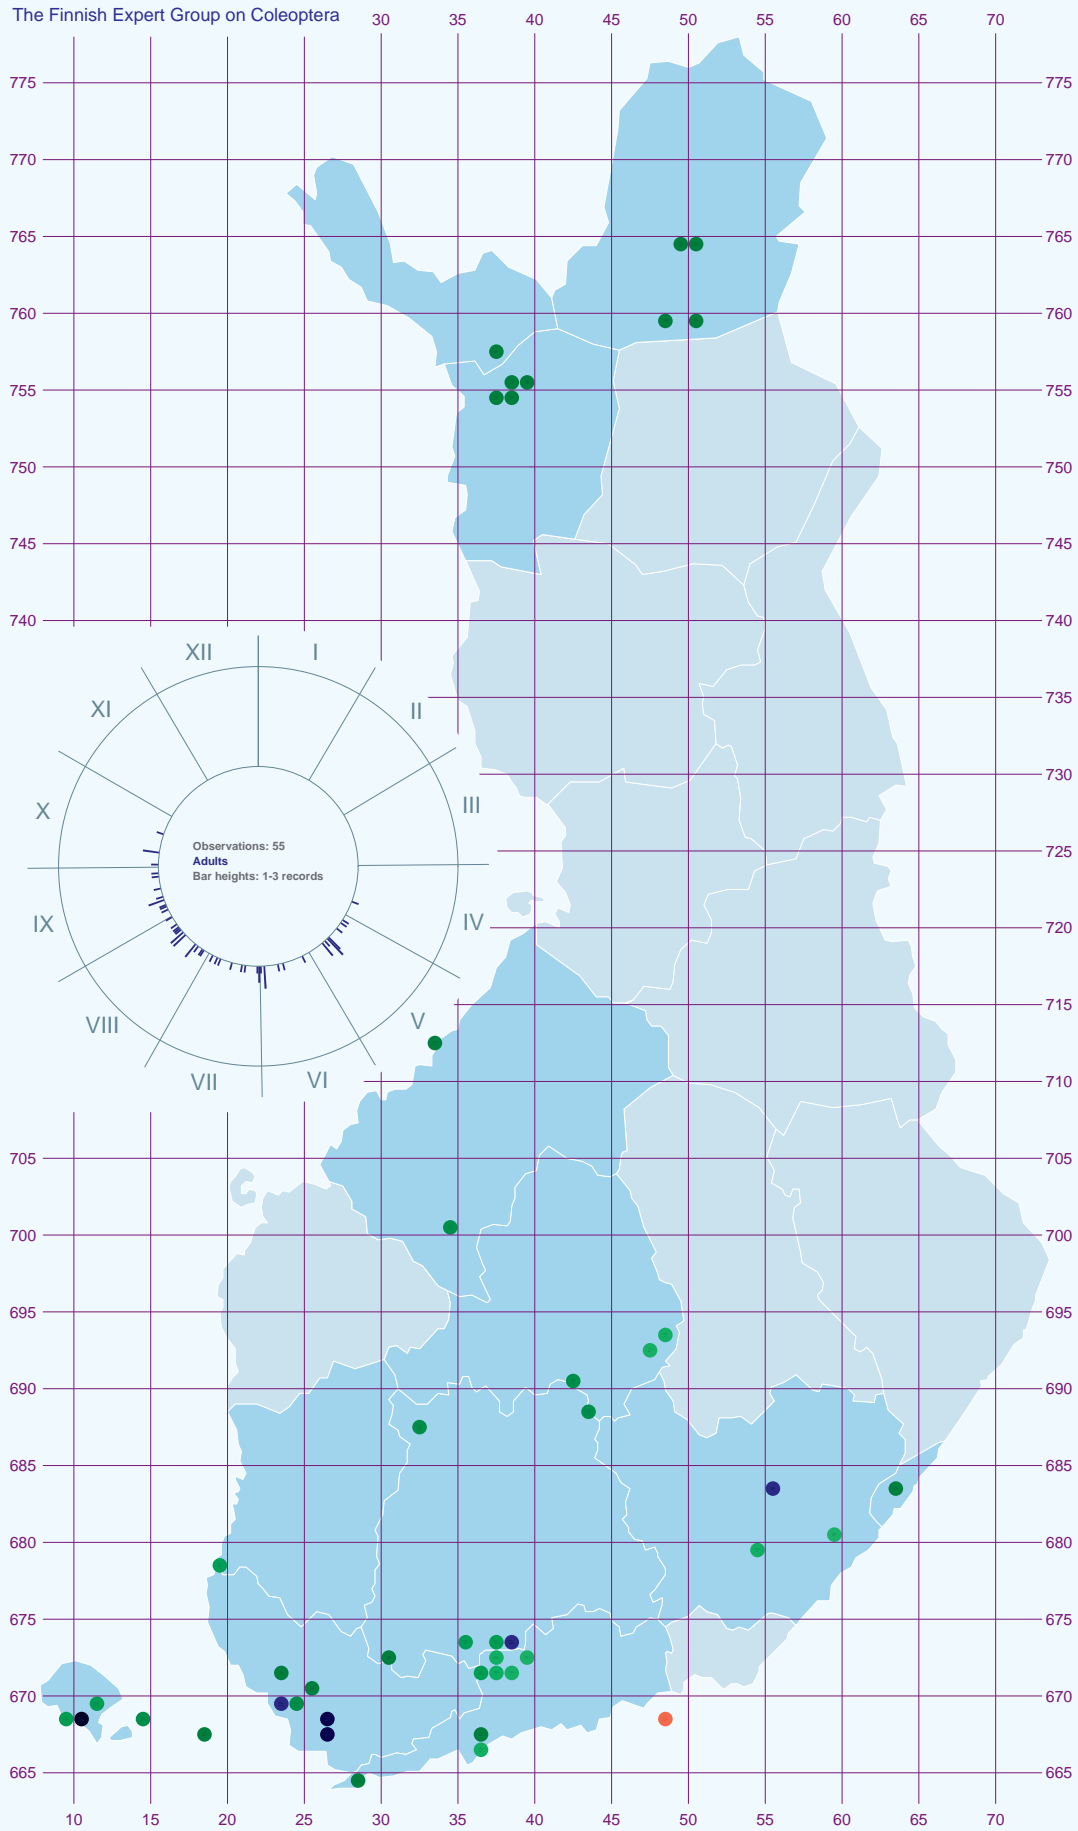 The Finnish Expert Group on Coleoptera
30 35 40 45 50 55 60 65 70
775 775
770 770
765 765
760 760
755 755
750 750
745 745
740 740
XII I
XI II
735
730
X III
Observations: 55
Adults
Bar heights: 1-3 records
725
IX IV
720
715
VIII V
VII VI
710
705 705
700 700
695 695
690 690
685 685
680 680
675 675
670 670
665 665
10 15 20 25 30 35 40 45 50 55 60 65 70